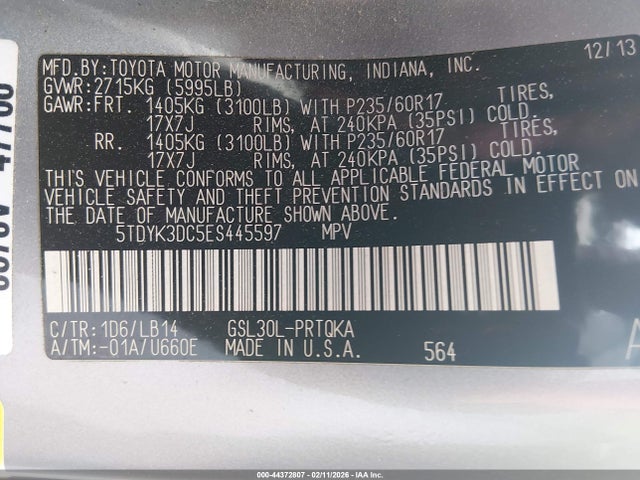 12/13
MFD.BY:TOYOTA MOTOR MANUFACTURING, INDIANA, INC.
GVWR:2715KG (5995LB)
GAWR:FRT. 1405KG (3100LB) WITH P235/60R17 TIRES,
17X7J RIMS, AT 240KPA (35PSI) COLD.
RR. 1405KG (3100LB) WITH P235/60R17 TIRES,
17X7J RIMS, AT 240KPA (35PSI) COLD.
THIS VEHICLE CONFORMS TO ALL APPLICABLE FEDERAL MOTOR
VEHICLE SAFETY AND THEFT PREVENTION STANDARDS IN EFFECT ON
THE DATE OF MANUFACTURE SHOWN ABOVE.
5TDYK3DC5ES445597 MPV
C/TR:1D6/LB14 GSL30L-PRTQKA
A/TM:-01A/U660E MADE IN U.S.A. 564
000-44372807 - 02/11/2026 - IAA Inc.